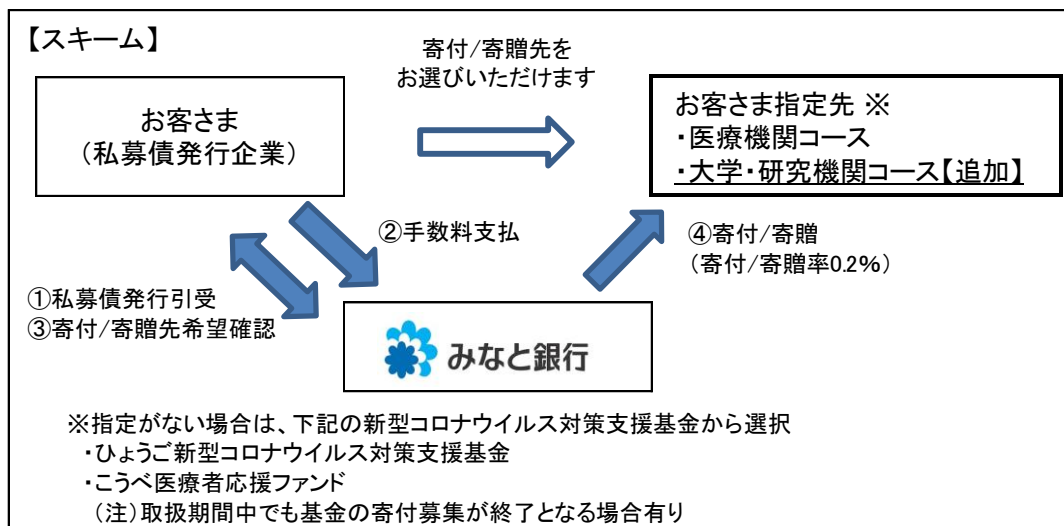 【スキーム】
寄付/寄贈先を
お選びいただけます
お客さま
（私募債発行企業）
お客さま指定先 ※
・医療機関コース
・大学・研究機関コース【追加】
②手数料支払
④寄付/寄贈
（寄付/寄贈率0.2%）
①私募債発行引受
③寄付/寄贈先希望確認
みなと銀行
※指定がない場合は、下記の新型コロナウイルス対策支援基金から選択
・ひょうご新型コロナウイルス対策支援基金
・こうべ医療者応援ファンド
（注）取扱期間中でも基金の寄付募集が終了となる場合有り